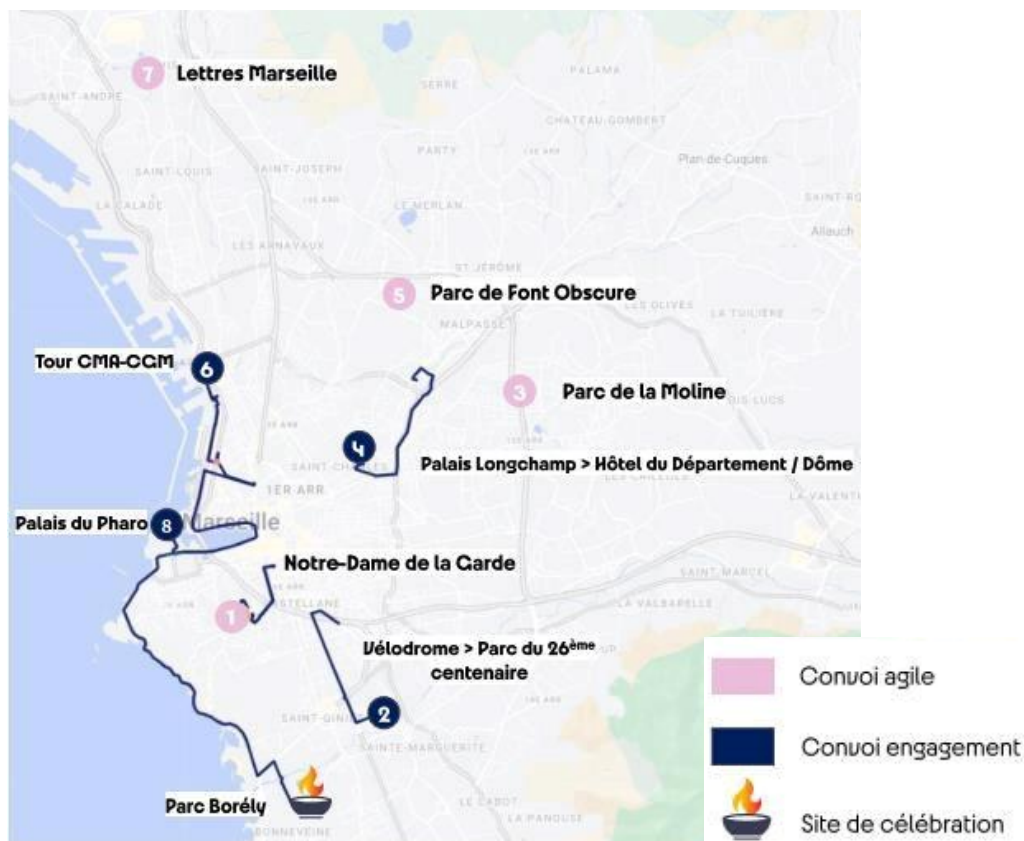 7
Lettres Marseille
PALAMA
SERRE
SAINT-ANDRÉ
CHÂTEAU-GOMBERT
PARTY
Plan-de-Cuques
SAINT-LOUIS
SAINT-JOSEPH
LE MERLAN
LA CALADE
Allauch
LES ARNAVAUX
ST JÉRÔME
5
Parc de Font Obscure
LES OLIVES
LA TUILIÈRE
MALPASSÉ
Tour CMA-CGM
6
3
Parc de la Moline
4
SAINT CHARLES
Palais Longchamp > Hôtel du Département / Dôme
LES CAILLOLS
1ER ARR
LA VALENTI
Palais du Pharo
8
Marseille
Notre-Dame de la Garde
SAINT MARCEL
1
STELLANE
LA VALBARELLE
Vélodrome > Parc du 26ème
centenaire
Convoi agile
2
SAINT-GINI
SAINTE-MARGUERITE
Convoi engagement
Parc Borély
LE CABOT
LA PANOUSE
BONNEVEINE
Site de célébration